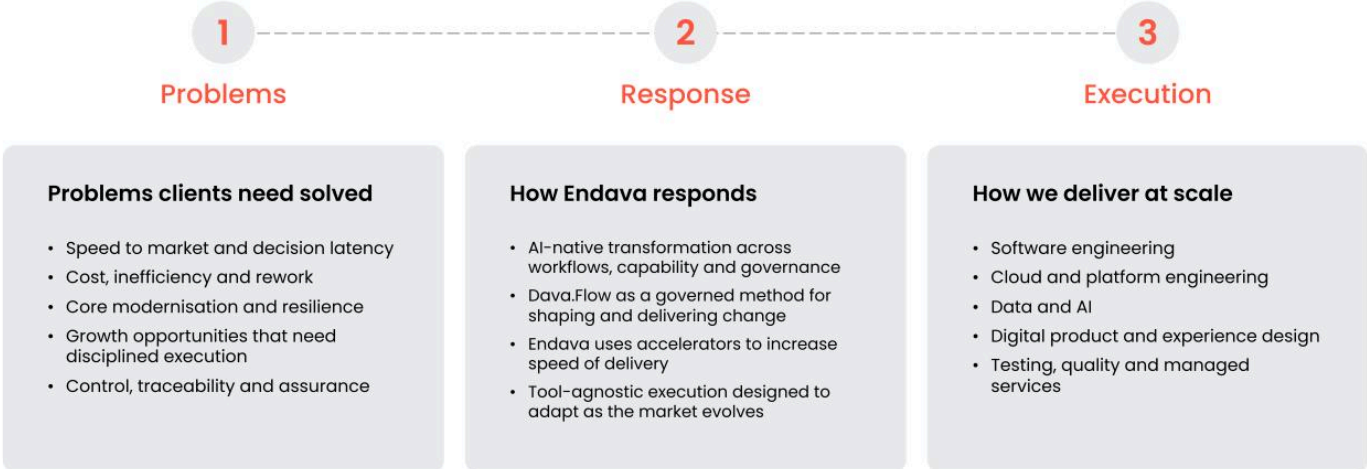 1
2
3
Problems
Response
Execution
Problems clients need solved
• Speed to market and decision latency
• Cost, inefficiency and rework
• Core modernisation and resilience
• Growth opportunities that need
disciplined execution
• Control, traceability and assurance
How Endava responds
• AI-native transformation across
workflows, capability and governance
• Dava.Flow as a governed method for
shaping and delivering change
• Endava uses accelerators to increase
speed of delivery
• Tool-agnostic execution designed to
adapt as the market evolves
How we deliver at scale
• Software engineering
• Cloud and platform engineering
• Data and AI
• Digital product and experience design
• Testing, quality and managed
services